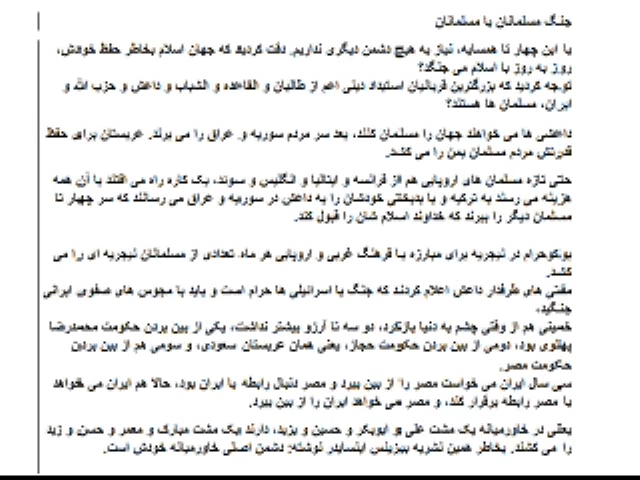 جنگ مسلمانان با مسلمانان
با این چهار تا همسایه، نیاز به هیچ دشمن دیگری نداریم. دقت کردید که جهان اسلام بخاطر حفظ خودش،
روز به روز با اسلام می جنگد؟
توجه کردید که بزرگترین قربانیان استبداد دینی اعم از طالبان و القاعده و الشباب و داعش و حزب الله و
ایران، مسلمان ها هستند؟
داعشی ها می خواهند جهان را مسلمان کنند، بعد سر مردم سوریه و عراق را می برند. عربستان برای حفظ
قدرتش مردم مسلمان یمن را می کشد.
حتی تازه مسلمان های اروپایی هم از فرانسه و ایتالیا و انگلیس و سوئد، یک کاره راه می افتند با آن همه
هزینه می رسند به ترکیه و با بدبختی خودشان را به داعش در سوریه و عراق می رسانند که سر چهار تا
مسلمان دیگر را ببرند که خداوند اسلام شان را قبول کند.
بوکوحرام در نیجریه برای مبارزه با فرهنگ غربی و اروپایی هر ماه تعدادی از مسلمانان نیجریه ای را می
کشد.
مفتی های طرفدار داعش اعلام کردند که جنگ با اسرائیلی ها حرام است و باید با مجوس های صفوی ایرانی
جنگید.
خمینی هم از وقتی چشم به دنیا بازکرد، دو سه تا آرزو بیشتر نداشت، یکی از بین بردن حکومت محمدرضا
پهلوی بود، دومی از بین بردن حکومت حجاز، یعنی همان عربستان سعودی، و سومی هم از بین بردن
حکومت مصر.
سی سال ایران می خواست مصر را از بین ببرد و مصر دنبال رابطه با ایران بود، حالا هم ایران می خواهد
با مصر رابطه برقرار کند، و مصر می خواهد ایران را از بین ببرد.
یعنی در خاورمیانه یک مشت علی و ابوبکر و حسین و یزید، دارند یک مشت مبارک و معمر و حسن و زید
را می کشند. بخاطر همین نشریه بیزینس اینسایدر نوشته: دشمن اصلی خاورمیانه خودش است.